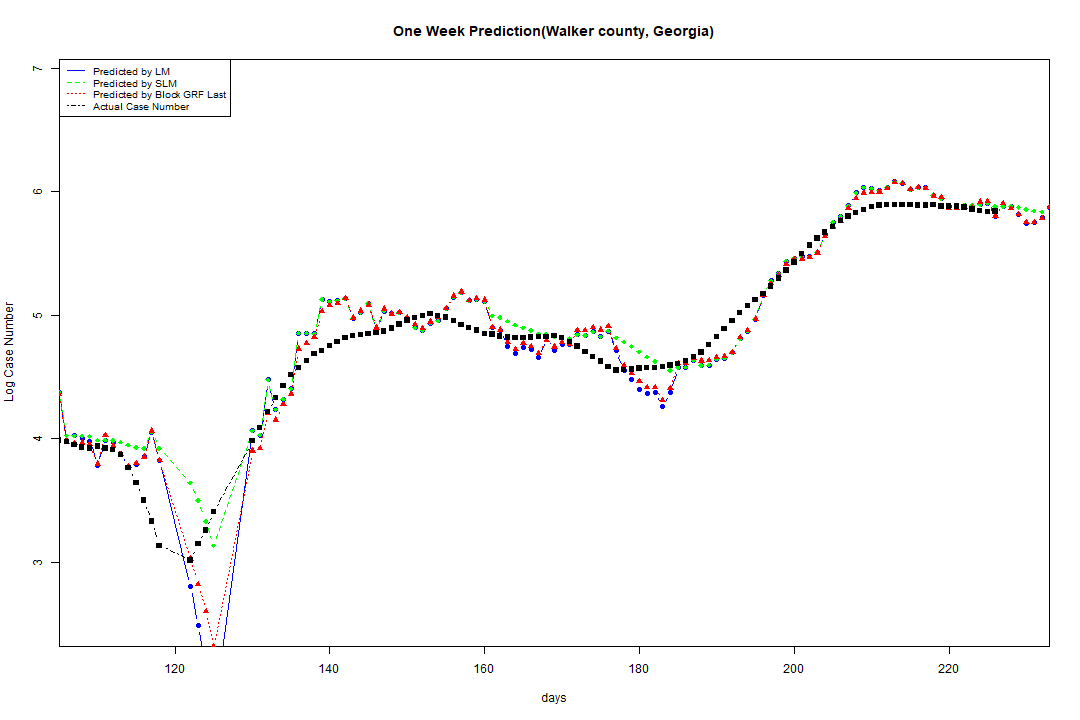 One Week Prediction(Walker county, Georgia)
Predicted by LM
Predicted by SLM
Predicted by Block GRF Last
Actual Case Number
7
6
5
4
3
Log Case Number
120 140 160 180 200 220
days